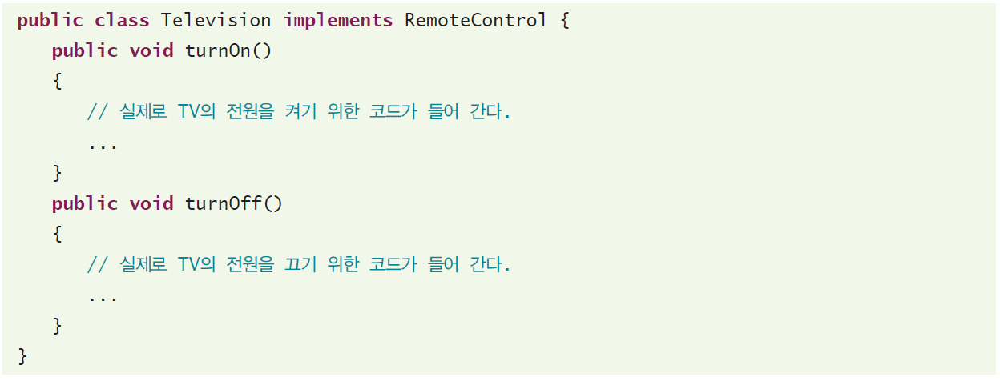 public class Television implements RemoteControl {
public void turnOn()
{
// 실제로 TV의 전원을 켜기 위한 코드가 들어 간다.
...
}
public void turnOff()
{
// 실제로 TV의 전원을 끄기 위한 코드가 들어 간다.
...
}
}